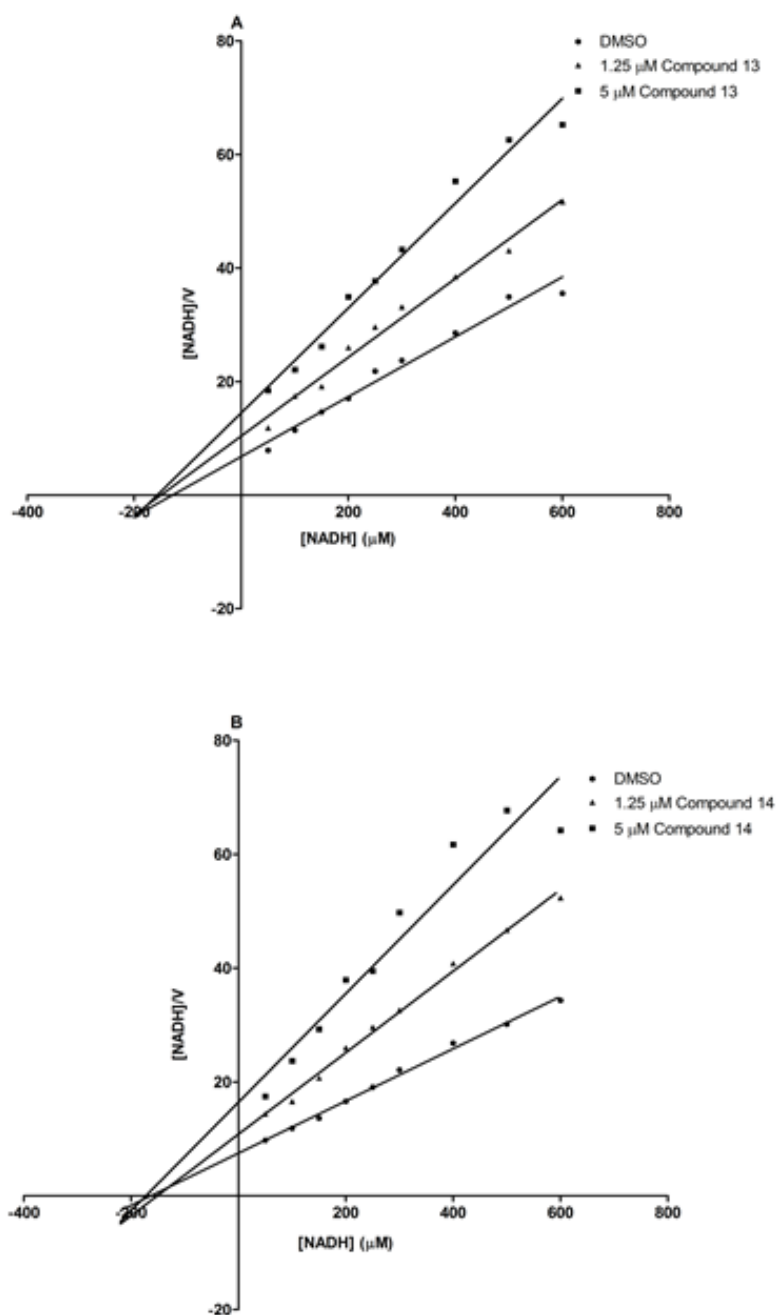 A
80
DMSO
1.25 μM Compound 13
5 μM Compound 13
60
[NADH]/V
40
20
-400
-200
200
400
600
800
[NADH] (μM)
-20
B
80
DMSO
1.25 μM Compound 14
5 μM Compound 14
60
[NADH]/V
40
20
-400
-200
200
400
600
800
[NADH] (μM)
-20